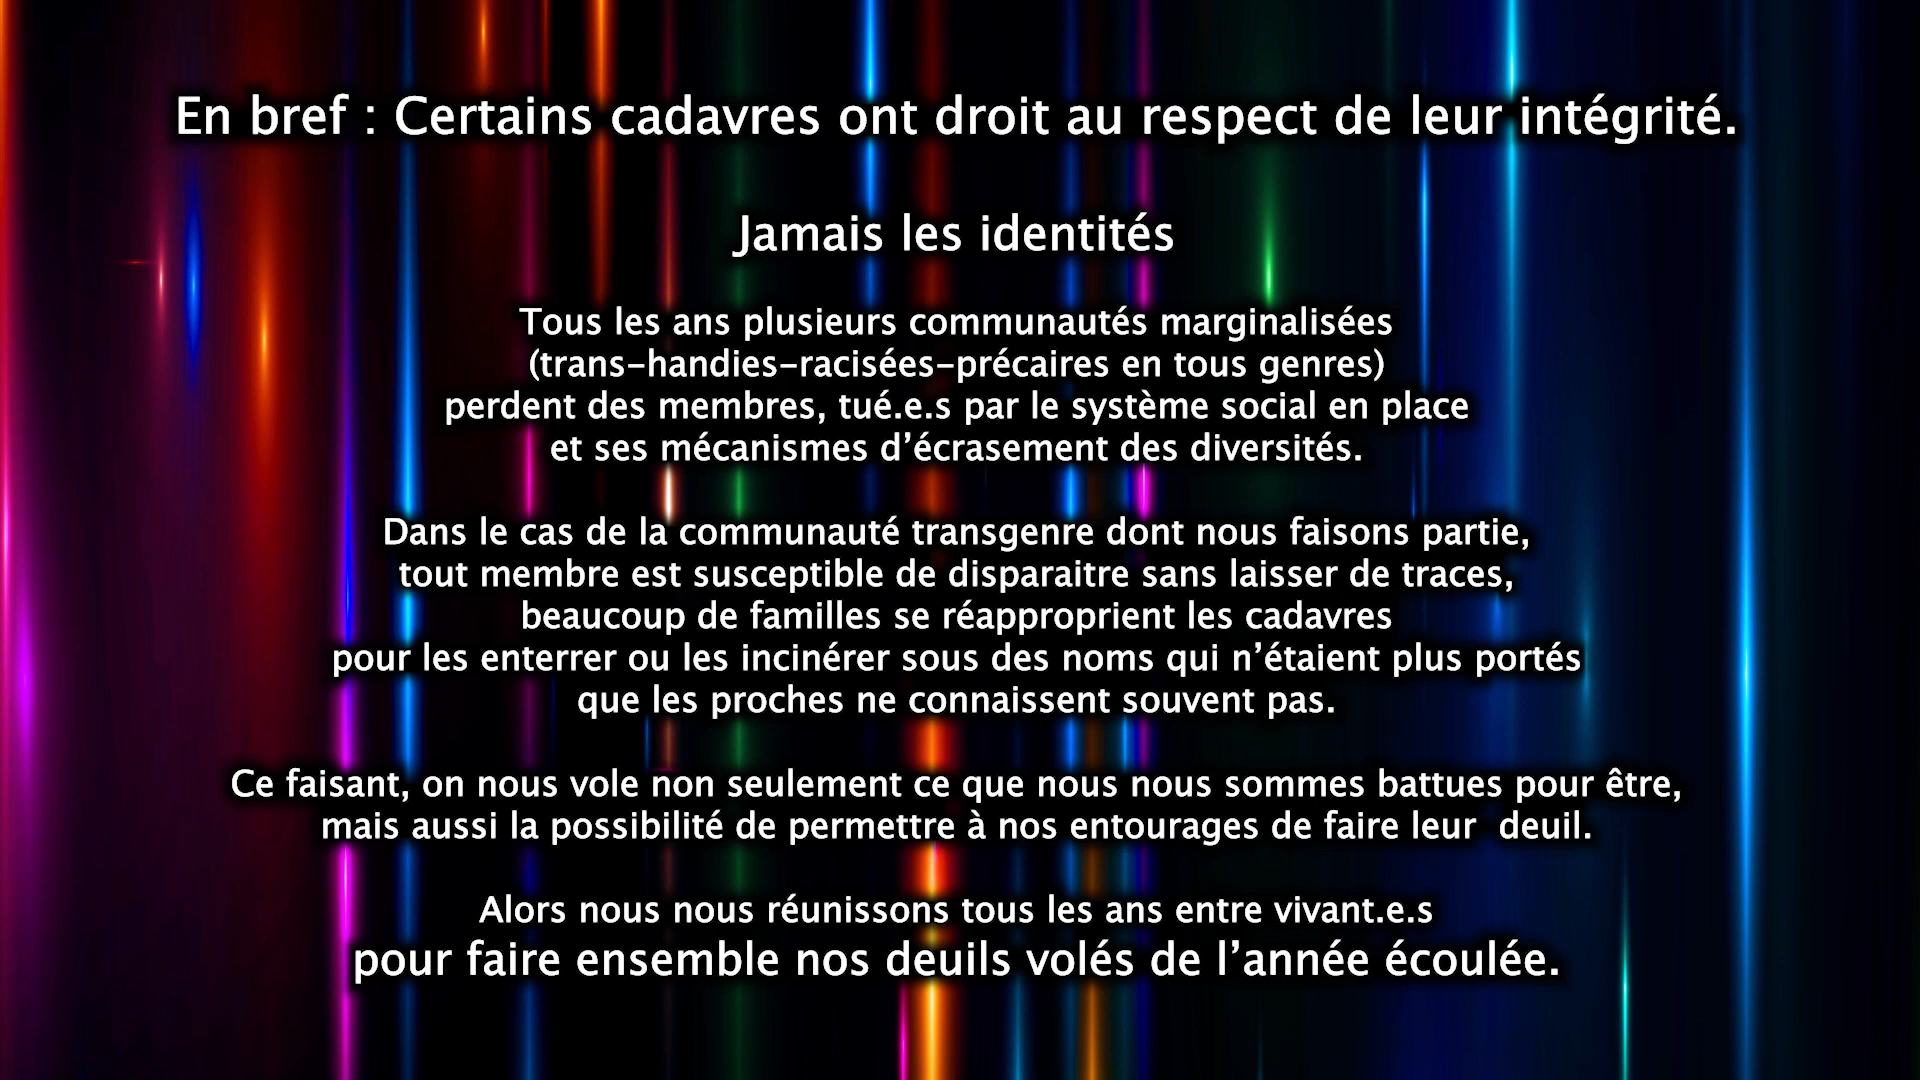 En bref : Certains cadavres ont droit au respect de leur intégrité.
Jamais les identités
Tous les ans plusieurs communautés marginalisées
(trans-handies-racisées-précaires en tous genres)
perdent des membres, tué.e.s par le système social en place
et ses mécanismes d’écrasement des diversités.
Dans le cas de la communauté transgenre dont nous faisons partie,
tout membre est susceptible de disparaitre sans laisser de traces,
beaucoup de familles se réapproprient les cadavres
pour les enterrer ou les incinérer sous des noms qui n’étaient plus portés
que les proches ne connaissent souvent pas.
Ce faisant, on nous vole non seulement ce que nous nous sommes battues pour être,
mais aussi la possibilité de permettre à nos entourages de faire leur  deuil.
Alors nous nous réunissons tous les ans entre vivant.e.s
pour faire ensemble nos deuils volés de l’année écoulée.